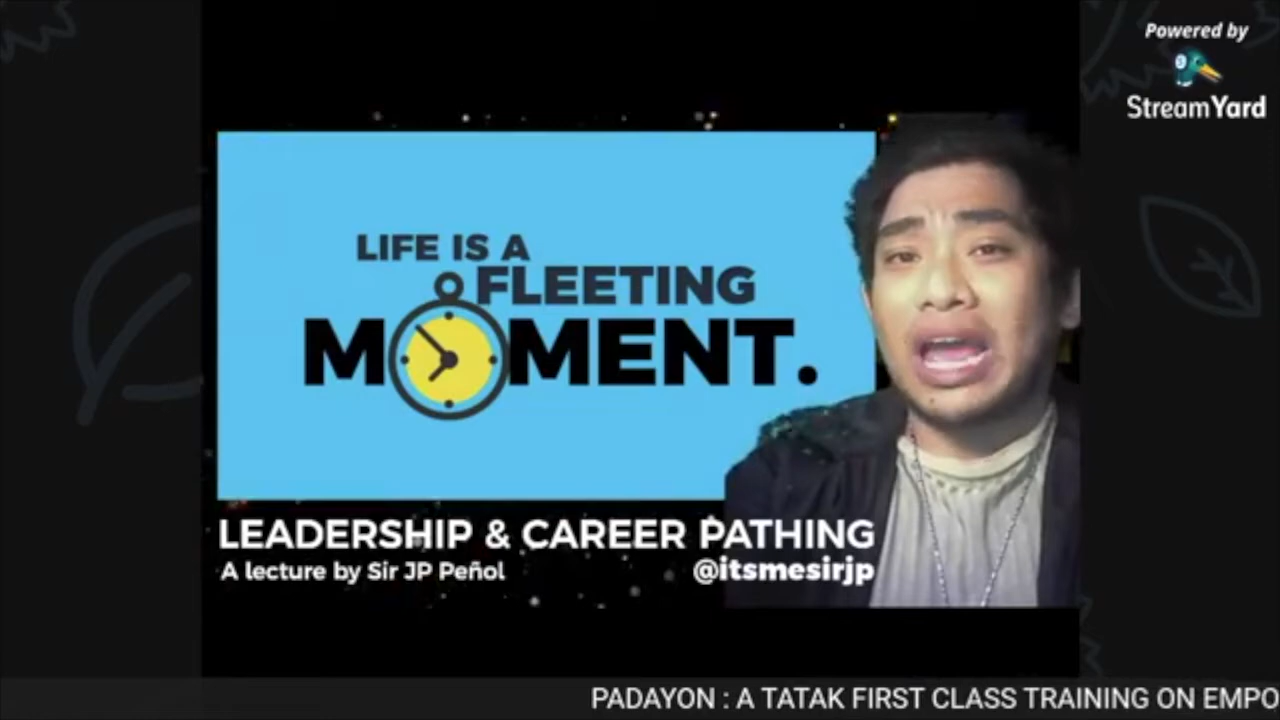 Powered by
StreamYard
LIFE IS A
FLEETING
MOMENT.
LEADERSHIP & CAREER PATHING
A lecture by Sir JP Peñol
@itsmesirjp
PADAYON : A TATAK FIRST CLASS TRAINING ON EMPO